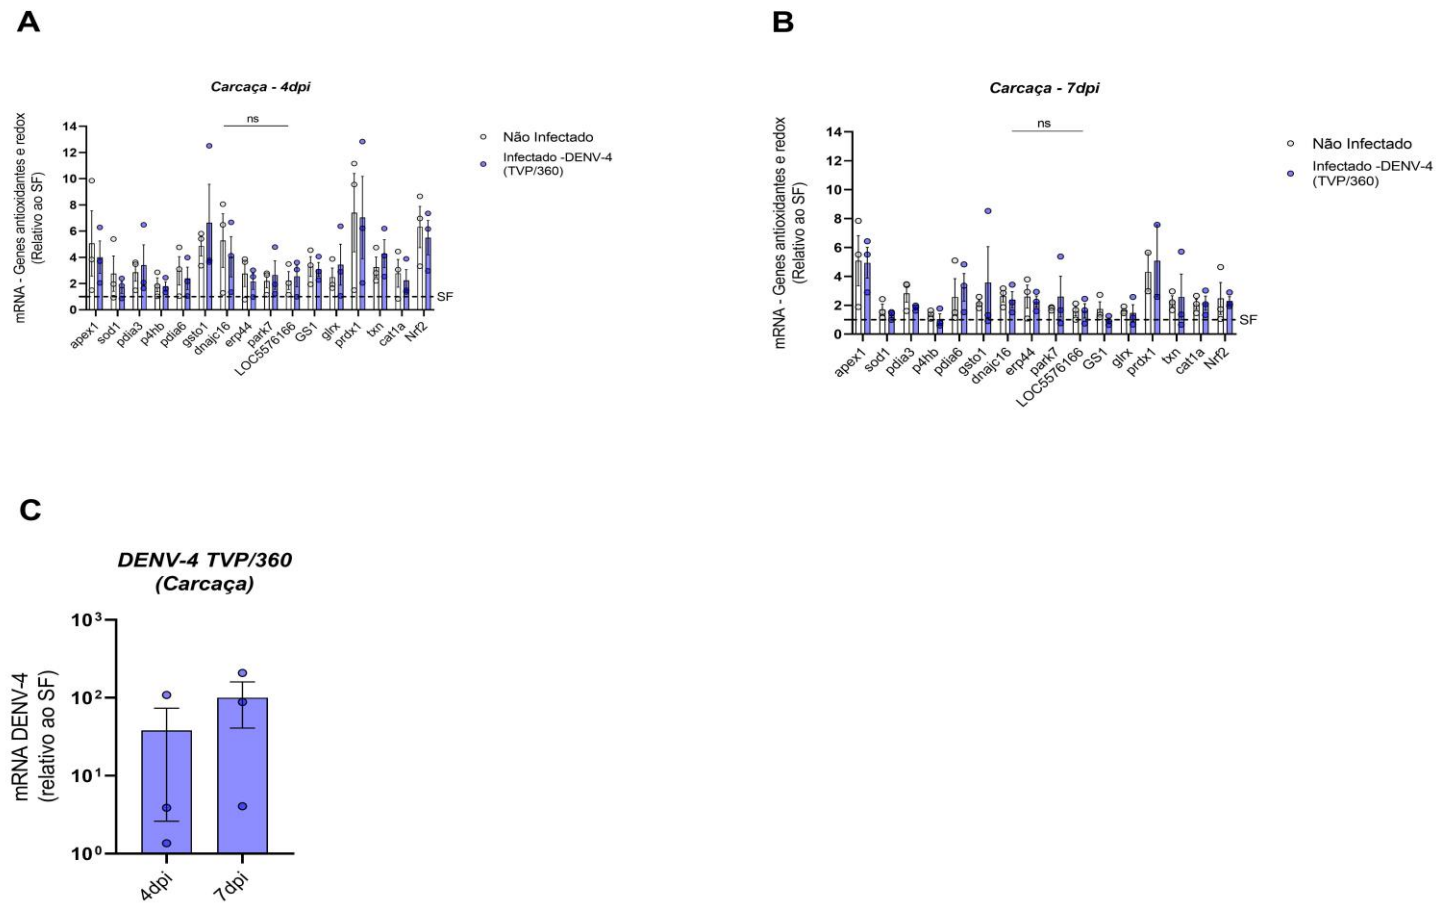 A
Carcaça - 4dpi
mRNA - Genes antioxidantes e redox
(Relativo ao SF)
14
12
10
8
6
4
2
0
ns
Não Infectado
Infectado -DENV-4
(TVP/360)
SF
apex1
sod1
pdia3
p4hb
pdia6
gsto1
dnajc16
erp44
park7
LOC5576166
GS1
glrx
prdx1
txn
cat1a
Nrf2
B
Carcaça - 7dpi
mRNA - Genes antioxidantes e redox
(Relativo ao SF)
14
12
10
8
6
4
2
0
ns
Não Infectado
Infectado -DENV-4
(TVP/360)
SF
apex1
sod1
pdia3
p4hb
pdia6
gsto1
dnajc16
erp44
park7
LOC5576166
GS1
glrx
prdx1
txn
cat1a
Nrf2
C
DENV-4 TVP/360
(Carcaça)
mRNA DENV-4
(relativo ao SF)
10³
10²
10¹
10⁰
4dpi
7dpi